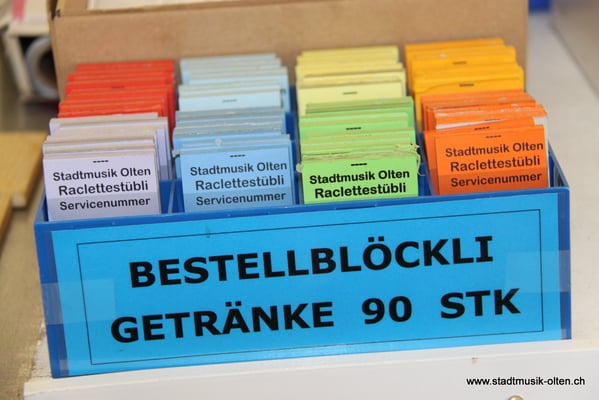 ----
Stadtmusik Olten
Raclettestübli
Servicenummer
----
Stadtmusik Olten
Raclettestübli
Servicenummer
----
Stadtmusik Olten
Raclettestübli
----
Stadtmusik Olten
Raclettestübli
Servicenummer
BESTELLBLÖCKLI
GETRÄNKE 90 STK
www.stadtmusik-olten.ch